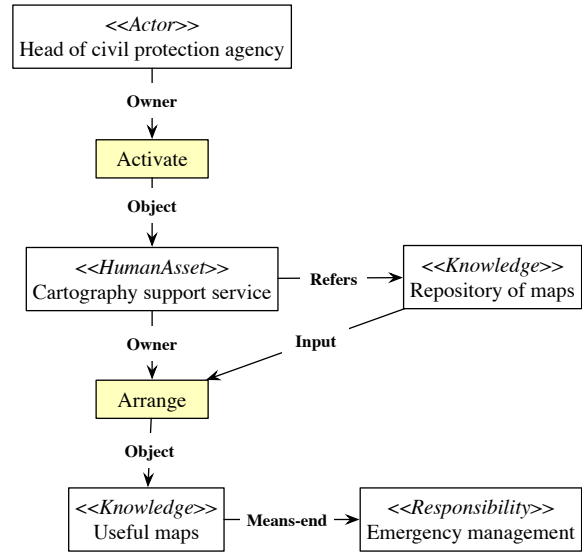 <<Actor>>
Head of civil protection agency
Owner
Activate
Object
<<HumanAsset>>
Cartography support service
Refers
<<Knowledge>>
Repository of maps
Owner
Input
Arrange
Object
<<Knowledge>>
Useful maps
Means-end
<<Responsibility>>
Emergency management